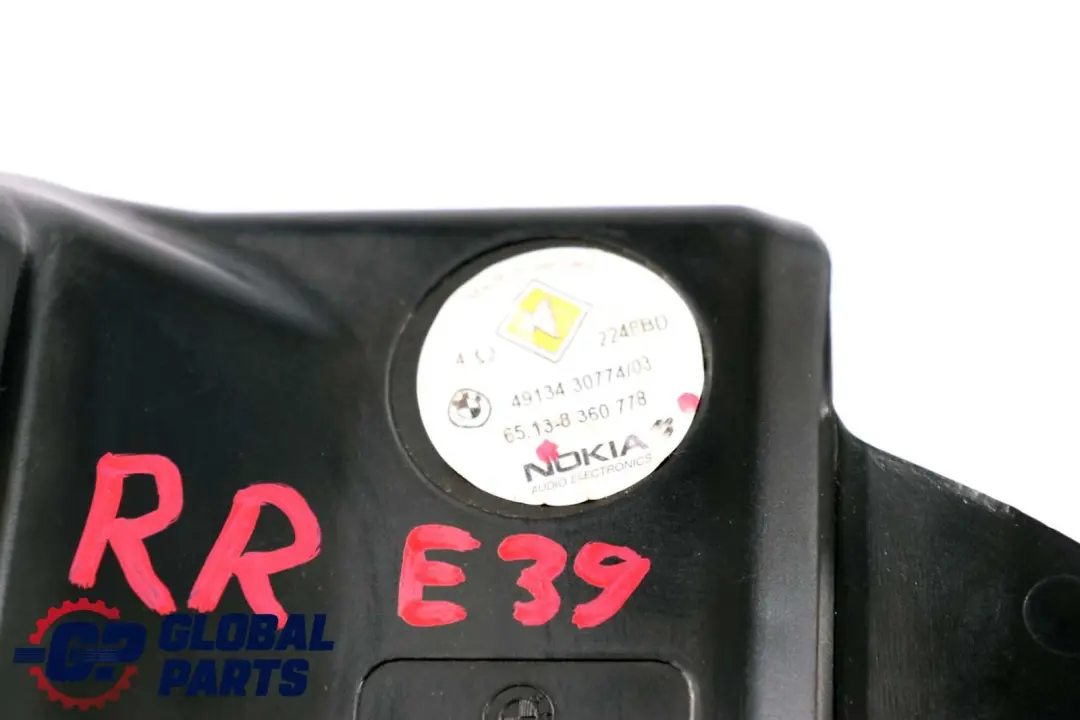 4 Ω
224FBD
49134 30774/03
65.13-8 360 778
NOKIA
AUDIO ELECTRONICS
RR E39
GLOBAL
PARTS